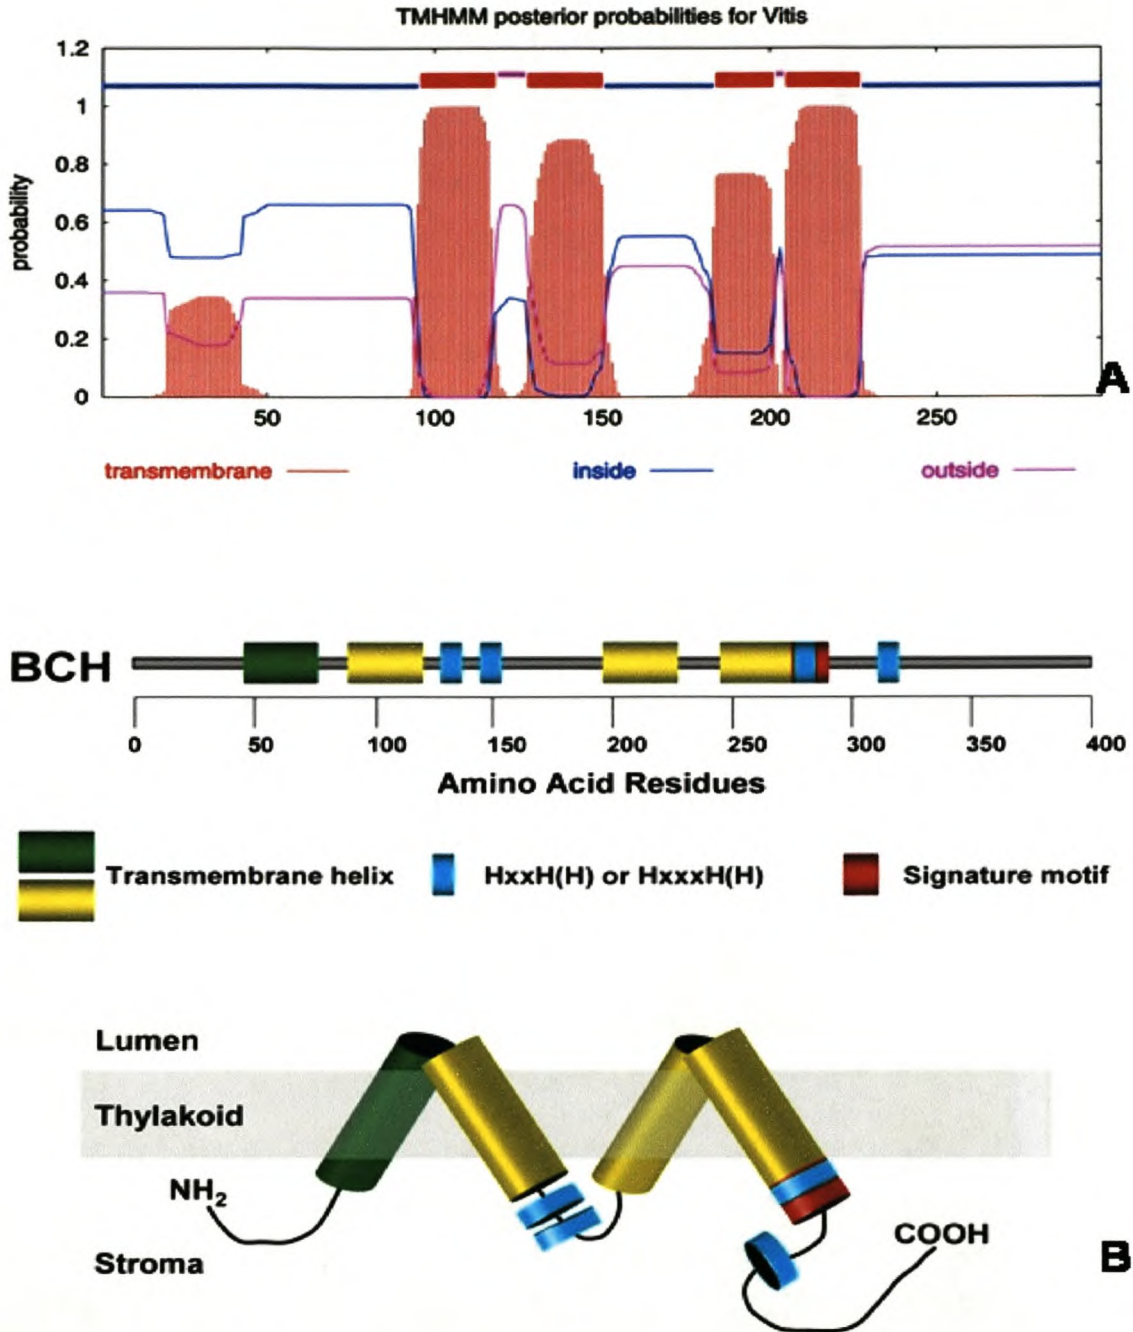 TMHMM posterior probabilities for Vitis
1.2
1
0.8
0.6
0.4
0.2
0
probability
50 100 150 200 250
A
transmembrane inside outside
BCH
0 50 100 150 200 250 300 350 400
Amino Acid Residues
Transmembrane helix HxxH(H) or HxxxH(H) Signature motif
Lumen
Thylakoid
NH2
Stroma
COOH
B